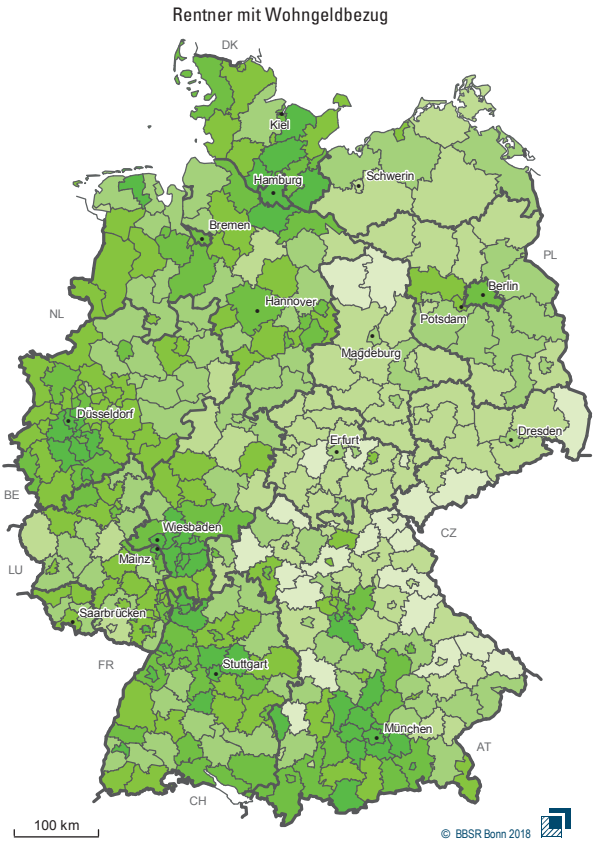 Rentner mit Wohngeldbezug
DK
Kiel
Schwerin
Hamburg
Bremen
PL
Berlin
NL
Hannover
Potsdam
Magdeburg
Düsseldorf
Erfurt
Dresden
BE
Wiesbaden
CZ
Mainz
LU
Saarbrücken
FR
Stuttgart
München
AT
CH
100 km
© BBSR Bonn 2018